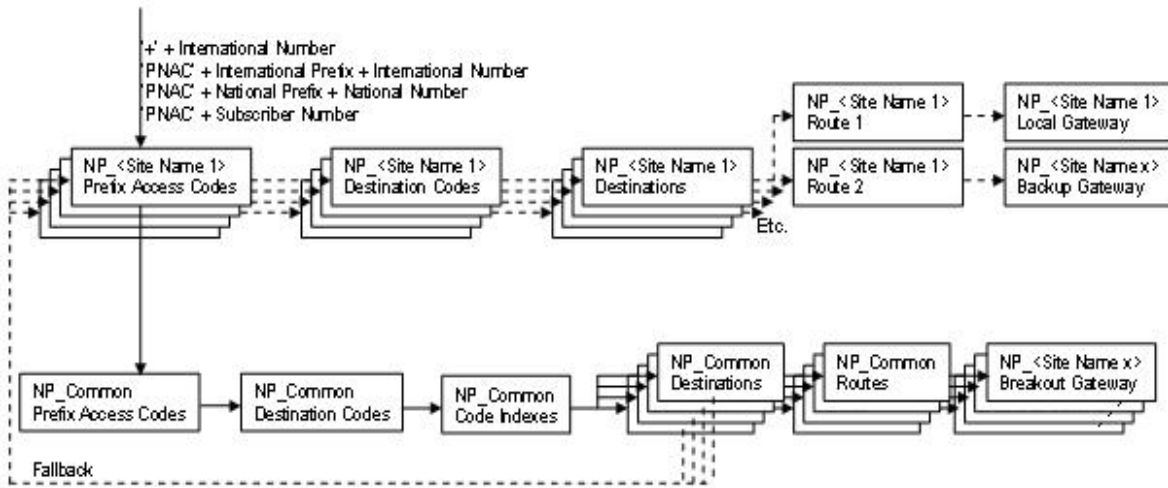 '+' + International Number
'PNAC' + International Prefix + International Number
'PNAC' + National Prefix + National Number
'PNAC' + Subscriber Number
NP_<Site Name 1>
Prefix Access Codes
NP_<Site Name 1>
Destination Codes
NP_<Site Name 1>
Destinations
NP_<Site Name 1>
Route 1
NP_<Site Name 1>
Local Gateway
NP_<Site Name 1>
Route 2
NP_<Site Name x>
Backup Gateway
Etc.
NP_Common
Prefix Access Codes
NP_Common
Destination Codes
NP_Common
Code Indexes
NP_Common
Destinations
NP_Common
Routes
NP_<Site Name x>
Breakout Gateway
Fallback